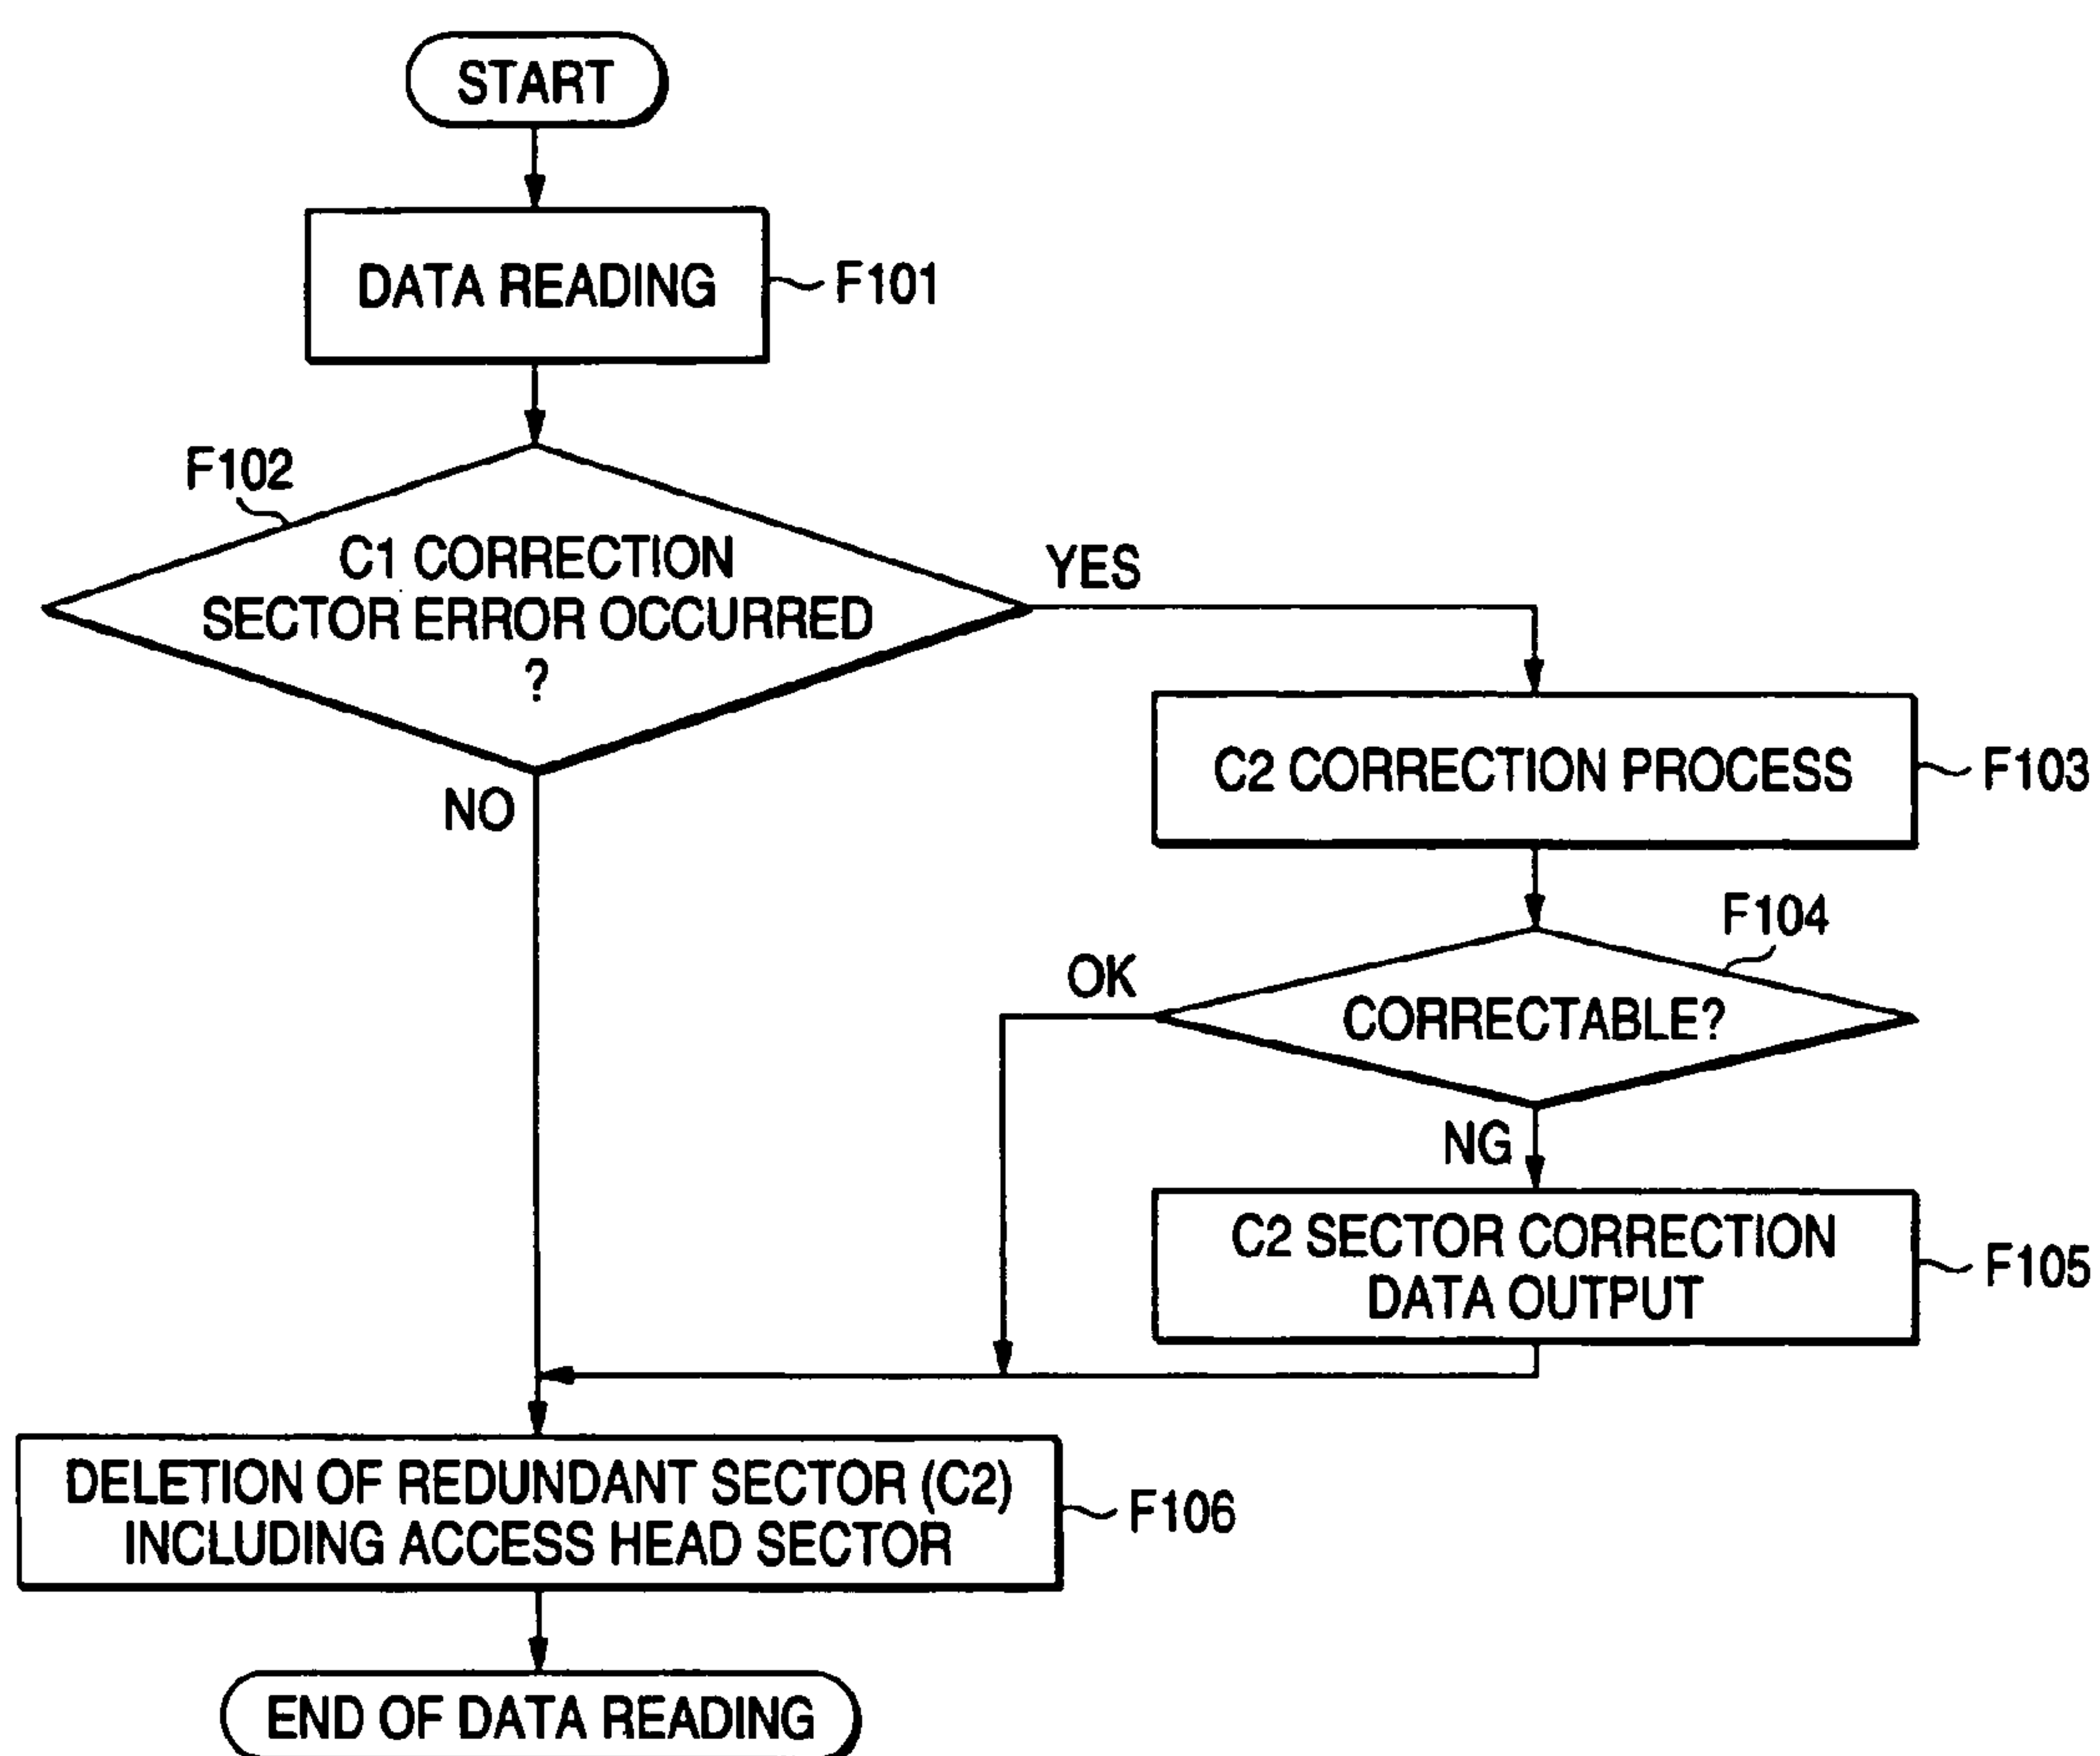 START
DATA READING
F101
F102
C1 CORRECTION
SECTOR ERROR OCCURRED
?
YES
NO
C2 CORRECTION PROCESS
F103
F104
OK
CORRECTABLE?
NG
C2 SECTOR CORRECTION
DATA OUTPUT
F105
DELETION OF REDUNDANT SECTOR (C2)
INCLUDING ACCESS HEAD SECTOR
F106
END OF DATA READING